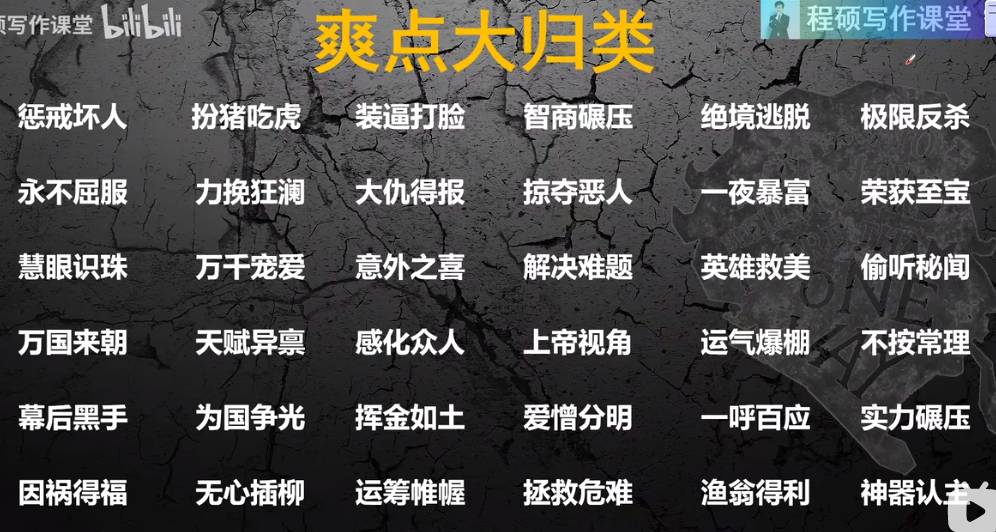 硕写作课堂 bilibili
程硕写作课堂
爽点大归类
惩戒坏人 扮猪吃虎 装逼打脸 智商碾压 绝境逃脱 极限反杀
永不屈服 力挽狂澜 大仇得报 掠夺恶人 一夜暴富 荣获至宝
慧眼识珠 万千宠爱 意外之喜 解决难题 英雄救美 偷听秘闻
万国来朝 天赋异禀 感化众人 上帝视角 运气爆棚 不按常理
幕后黑手 为国争光 挥金如土 爱憎分明 一呼百应 实力碾压
因祸得福 无心插柳 运筹帷幄 拯救危难 渔翁得利 神器认主
ONE
WAY